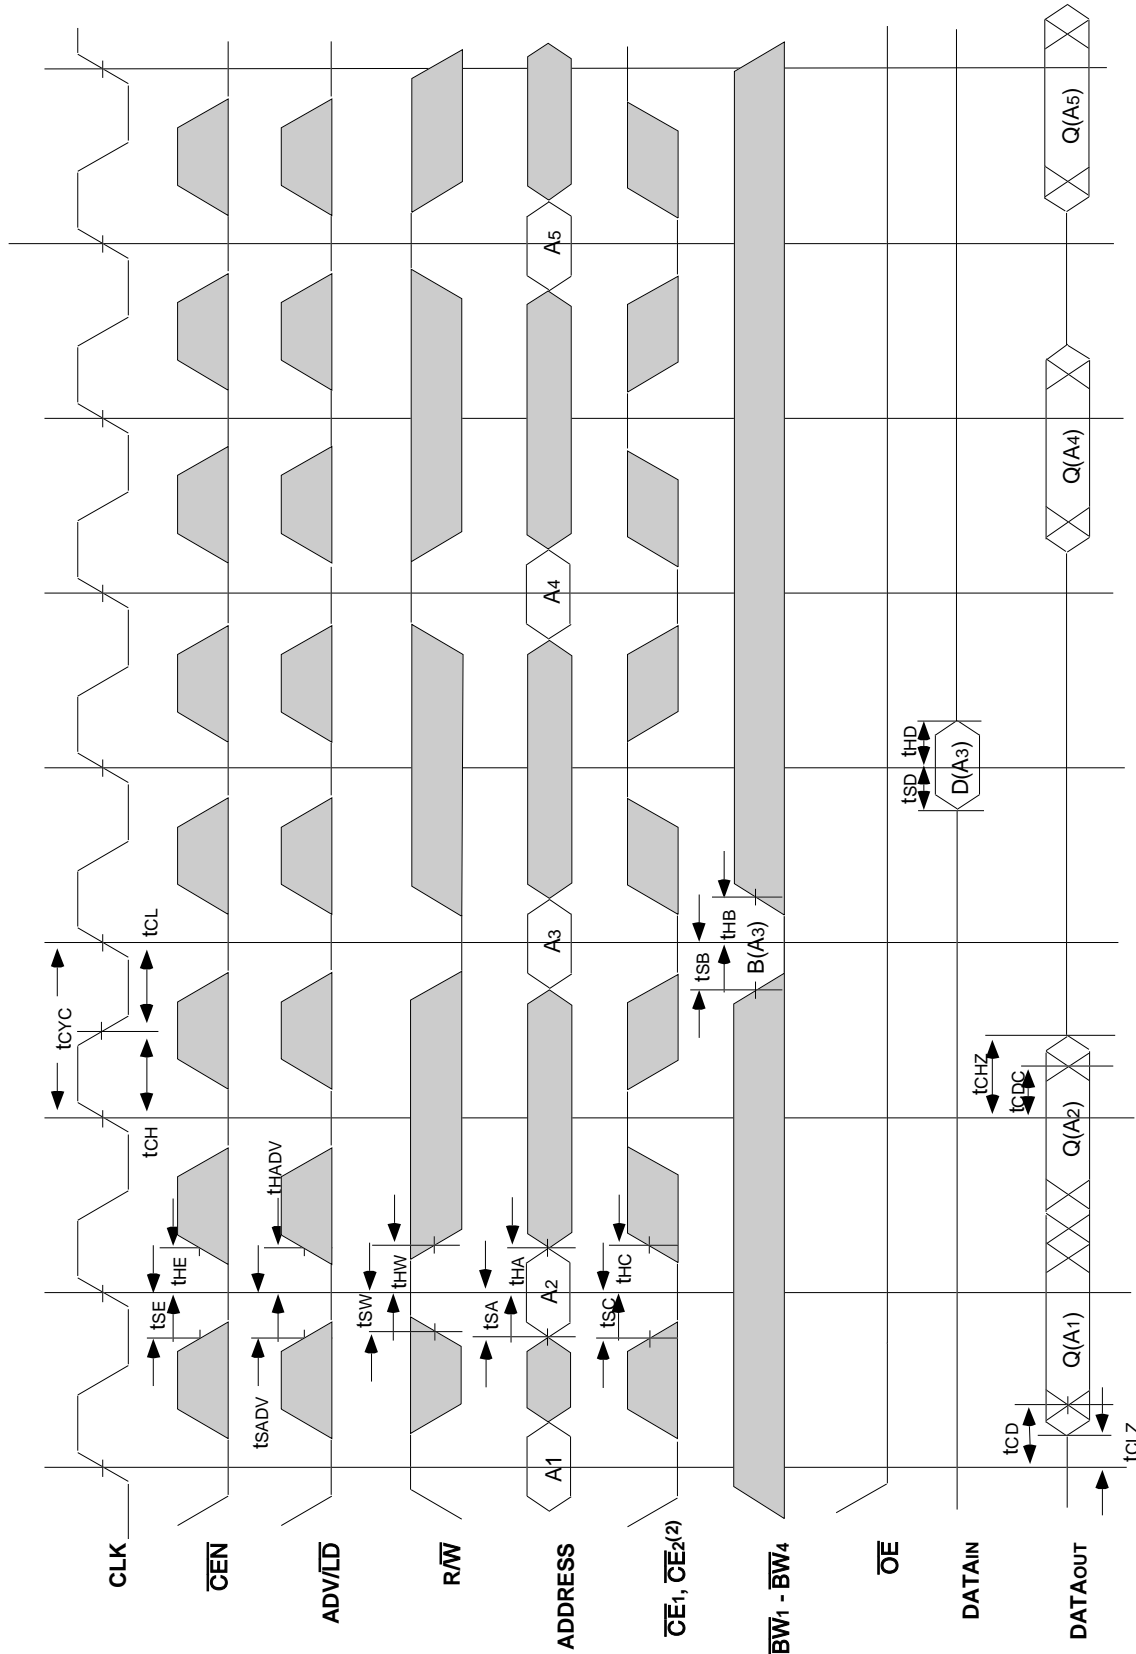 CLK
tCYC
tCH
tCL
CEN
tSE
tHE
ADV/LD
tSADV
tHADV
R/W
tSW
tHW
ADDRESS
A1
A2
A3
A4
A5
tSA
tHA
CE1, CE2(2)
tSC
tHC
BW1 - BW4
tSB
tHB
B(A3)
OE
DATAIN
tSD
tHD
D(A3)
DATAOUT
tCD
tCLZ
Q(A1)
Q(A2)
tCHZ
tCDC
Q(A4)
Q(A5)